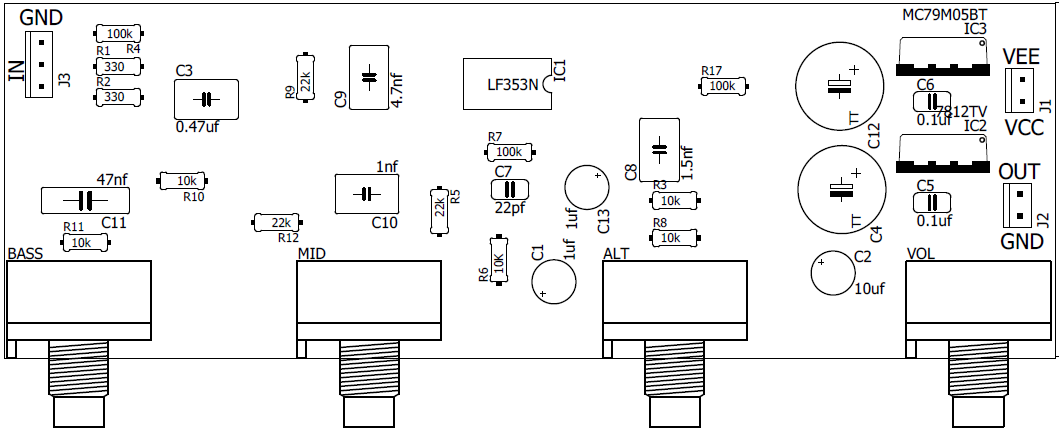 GND
IN
J3
100k
R1 R4
330
R2
330
C3
0.47uf
R9
22k
C9
4.7nf
LF353N
IC1
R17
100k
TT
C12
MC79M05BT
IC3
VEE
C6
0.1uf
J1
VCC
7812TV
IC2
R7
100k
C8
1.5nf
47nf
C11
10k
R10
1nf
C10
R5
22k
C7
22pf
1uf
C13
R3
10k
TT
C4
C5
0.1uf
OUT
J2
GND
R11
10k
22k
R12
R6
10K
C1
1uf
R8
10k
C2
10uf
BASS
MID
ALT
VOL